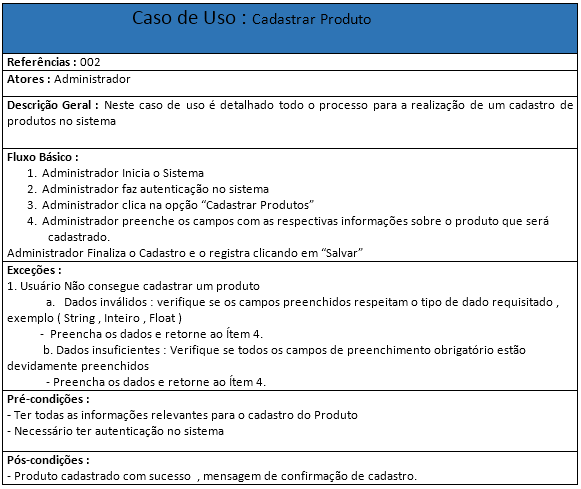 Caso de Uso : Cadastrar Produto
Referências : 002
Atores : Administrador
Descrição Geral : Neste caso de uso é detalhado todo o processo para a realização de um cadastro de
produtos no sistema
Fluxo Básico :
1. Administrador Inicia o Sistema
2. Administrador faz autenticação no sistema
3. Administrador clica na opção “Cadastrar Produtos”
4. Administrador preenche os campos com as respectivas informações sobre o produto que será
cadastrado.
Administrador Finaliza o Cadastro e o registra clicando em “Salvar”
Exceções :
1. Usuário Não consegue cadastrar um produto
a. Dados inválidos : verifique se os campos preenchidos respeitam o tipo de dado requisitado ,
exemplo ( String , Inteiro , Float )
- Preencha os dados e retorne ao Ítem 4.
b. Dados insuficientes : Verifique se todos os campos de preenchimento obrigatório estão
devidamente preenchidos
- Preencha os dados e retorne ao Ítem 4.
Pré-condições :
- Ter todas as informações relevantes para o cadastro do Produto
- Necessário ter autenticação no sistema
Pós-condições :
- Produto cadastrado com sucesso , mensagem de confirmação de cadastro.